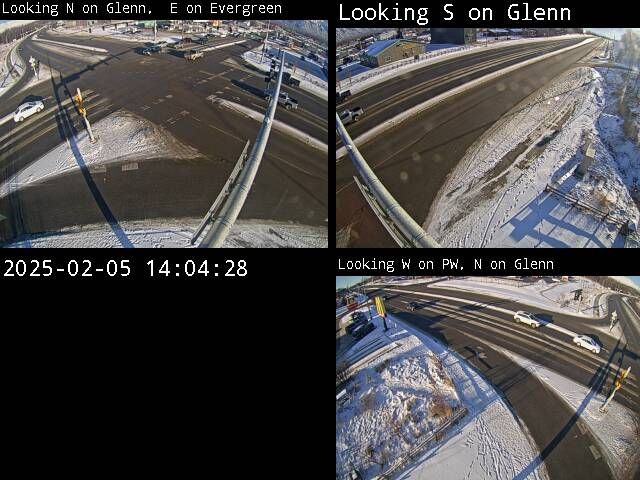 Looking N on Glenn,  E on Evergreen
Looking S on Glenn
2025-02-05 14:04:28
Looking W on PW, N on Glenn